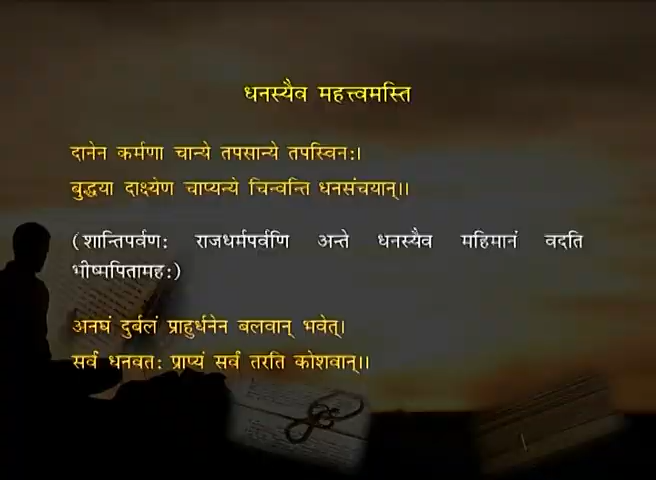 धनस्यैव महत्त्वमस्ति
दानेन कर्मणा चान्ये तपसान्ये तपस्विनः।
बुद्धया दाक्ष्येण चाप्यन्ये चिन्वन्ति धनसंचयान्।।
(शान्तिपर्वणः राजधर्मपर्वणि अन्ते धनस्यैव महिमानं वदति
भीष्मपितामहः)
अनघं दुर्बलं प्राहुर्धनेन बलवान् भवेत्।
सर्वं धनवतः प्राप्यं सर्वं तरति कोशवान्।।